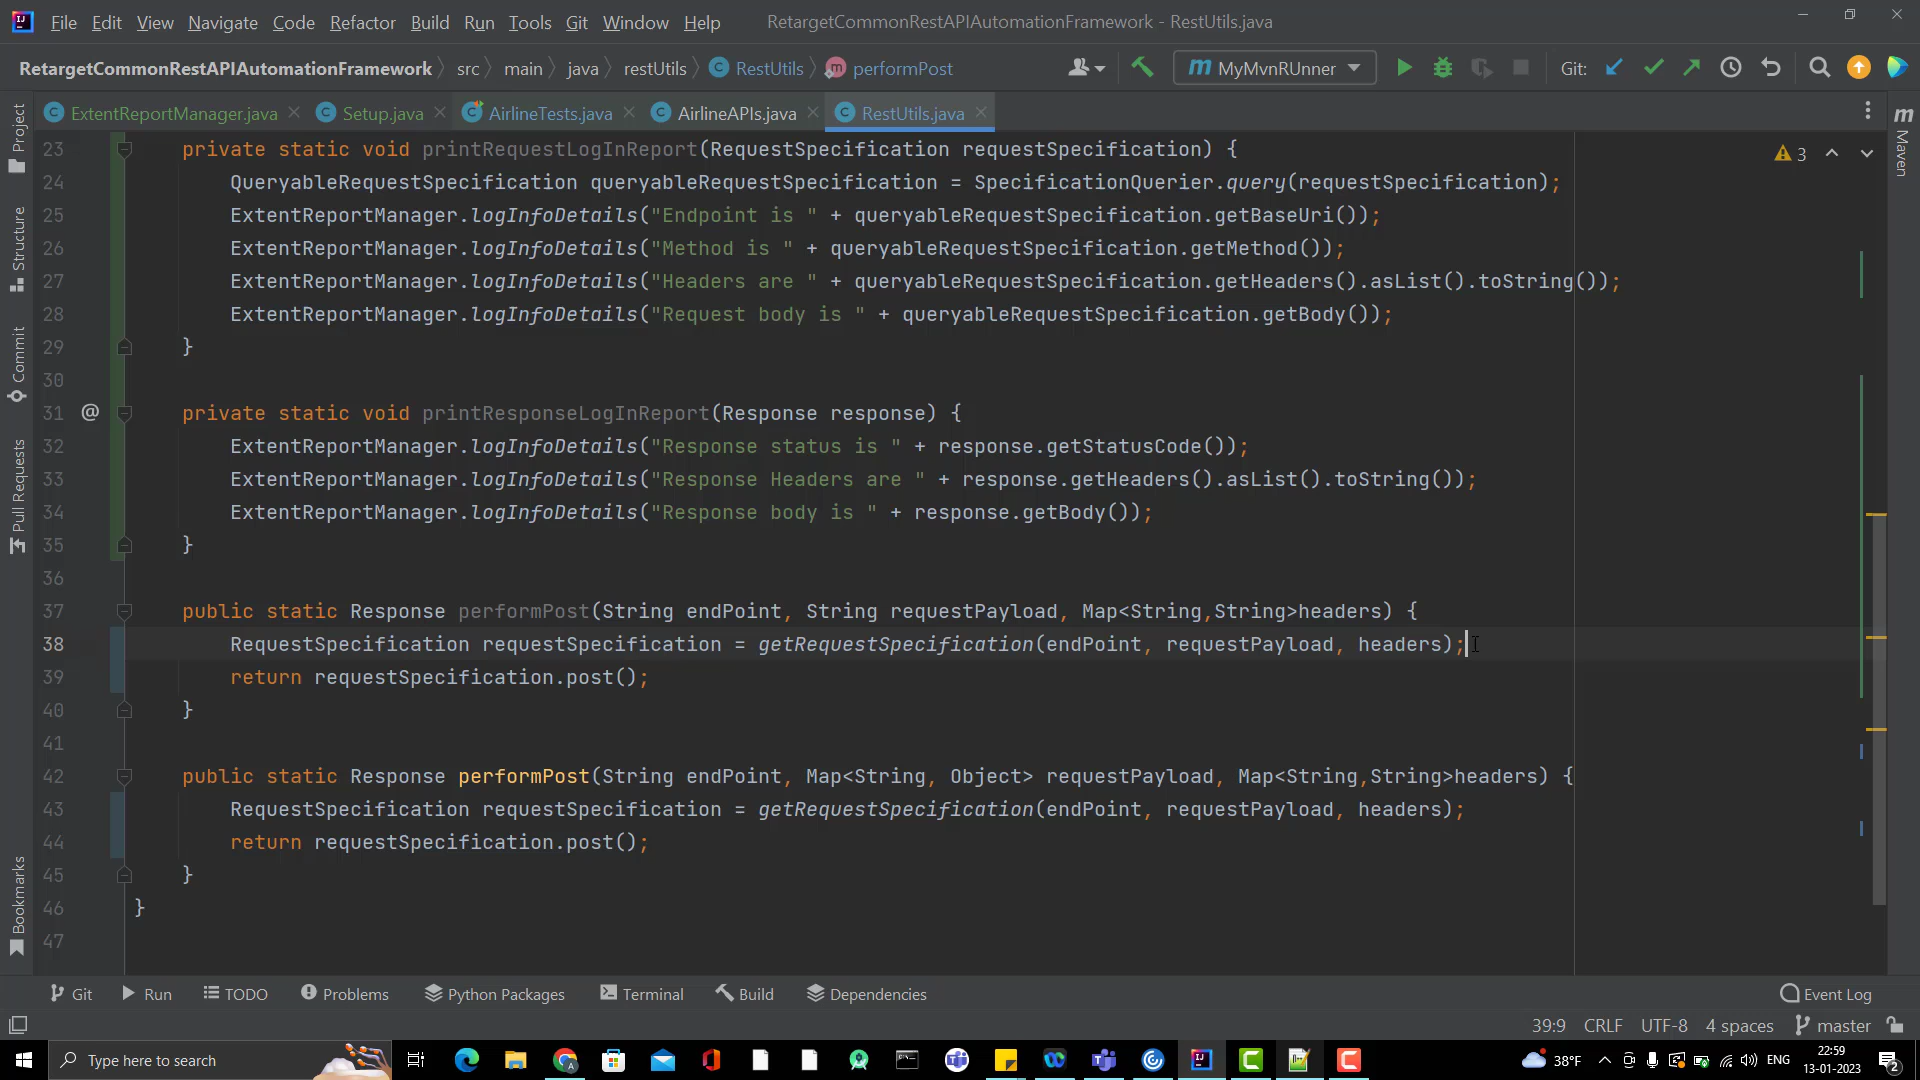 File Edit View Navigate Code Refactor Build Run Tools Git Window Help RetargetCommonRestAPIAutomationFramework - RestUtils.java
RetargetCommonRestAPIAutomationFramework src main java restUtils RestUtils performPost MyMvnRUnner Git:
ExtentReportManager.java Setup.java AirlineTests.java AirlineAPIs.java RestUtils.java
23 private static void printRequestLogInReport(RequestSpecification requestSpecification) {
24 QueryableRequestSpecification queryableRequestSpecification = SpecificationQuerier.query(requestSpecification);
25 ExtentReportManager.logInfoDetails("Endpoint is " + queryableRequestSpecification.getBaseUri());
26 ExtentReportManager.logInfoDetails("Method is " + queryableRequestSpecification.getMethod());
27 ExtentReportManager.logInfoDetails("Headers are " + queryableRequestSpecification.getHeaders().asList().toString());
28 ExtentReportManager.logInfoDetails("Request body is " + queryableRequestSpecification.getBody());
29 }
30
31 @ private static void printResponseLogInReport(Response response) {
32 ExtentReportManager.logInfoDetails("Response status is " + response.getStatusCode());
33 ExtentReportManager.logInfoDetails("Response Headers are " + response.getHeaders().asList().toString());
34 ExtentReportManager.logInfoDetails("Response body is " + response.getBody());
35 }
36
37 public static Response performPost(String endPoint, String requestPayload, Map<String,String>headers) {
38 RequestSpecification requestSpecification = getRequestSpecification(endPoint, requestPayload, headers);
39 return requestSpecification.post();
40 }
41
42 public static Response performPost(String endPoint, Map<String, Object> requestPayload, Map<String,String>headers) {
43 RequestSpecification requestSpecification = getRequestSpecification(endPoint, requestPayload, headers);
44 return requestSpecification.post();
45 }
46 }
47
3
Project
Structure
Commit
Pull Requests
Bookmarks
m
Maven
Git Run TODO Problems Python Packages Terminal Build Dependencies Event Log
39:9 CRLF UTF-8 4 spaces master
Type here to search
38°F ENG 22:59
13-01-2023
2